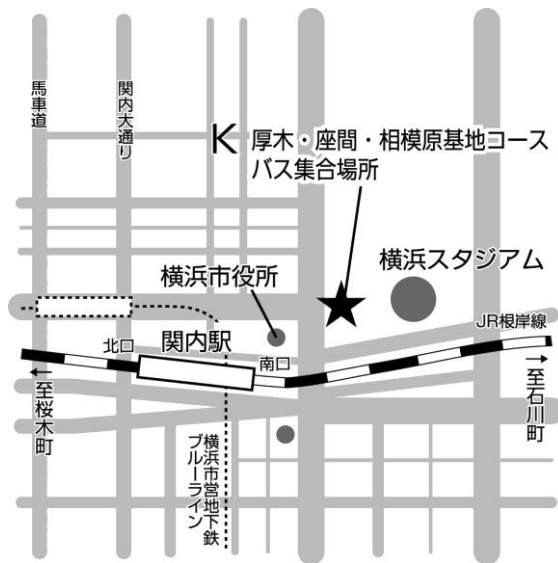 馬車道
関内大通り
K 厚木・座間・相模原基地コース
バス集合場所
横浜スタジアム
横浜市役所
JR根岸線
北口
関内駅
南口
←至桜木町
→至石川町
横浜市営地下鉄
ブルーライン